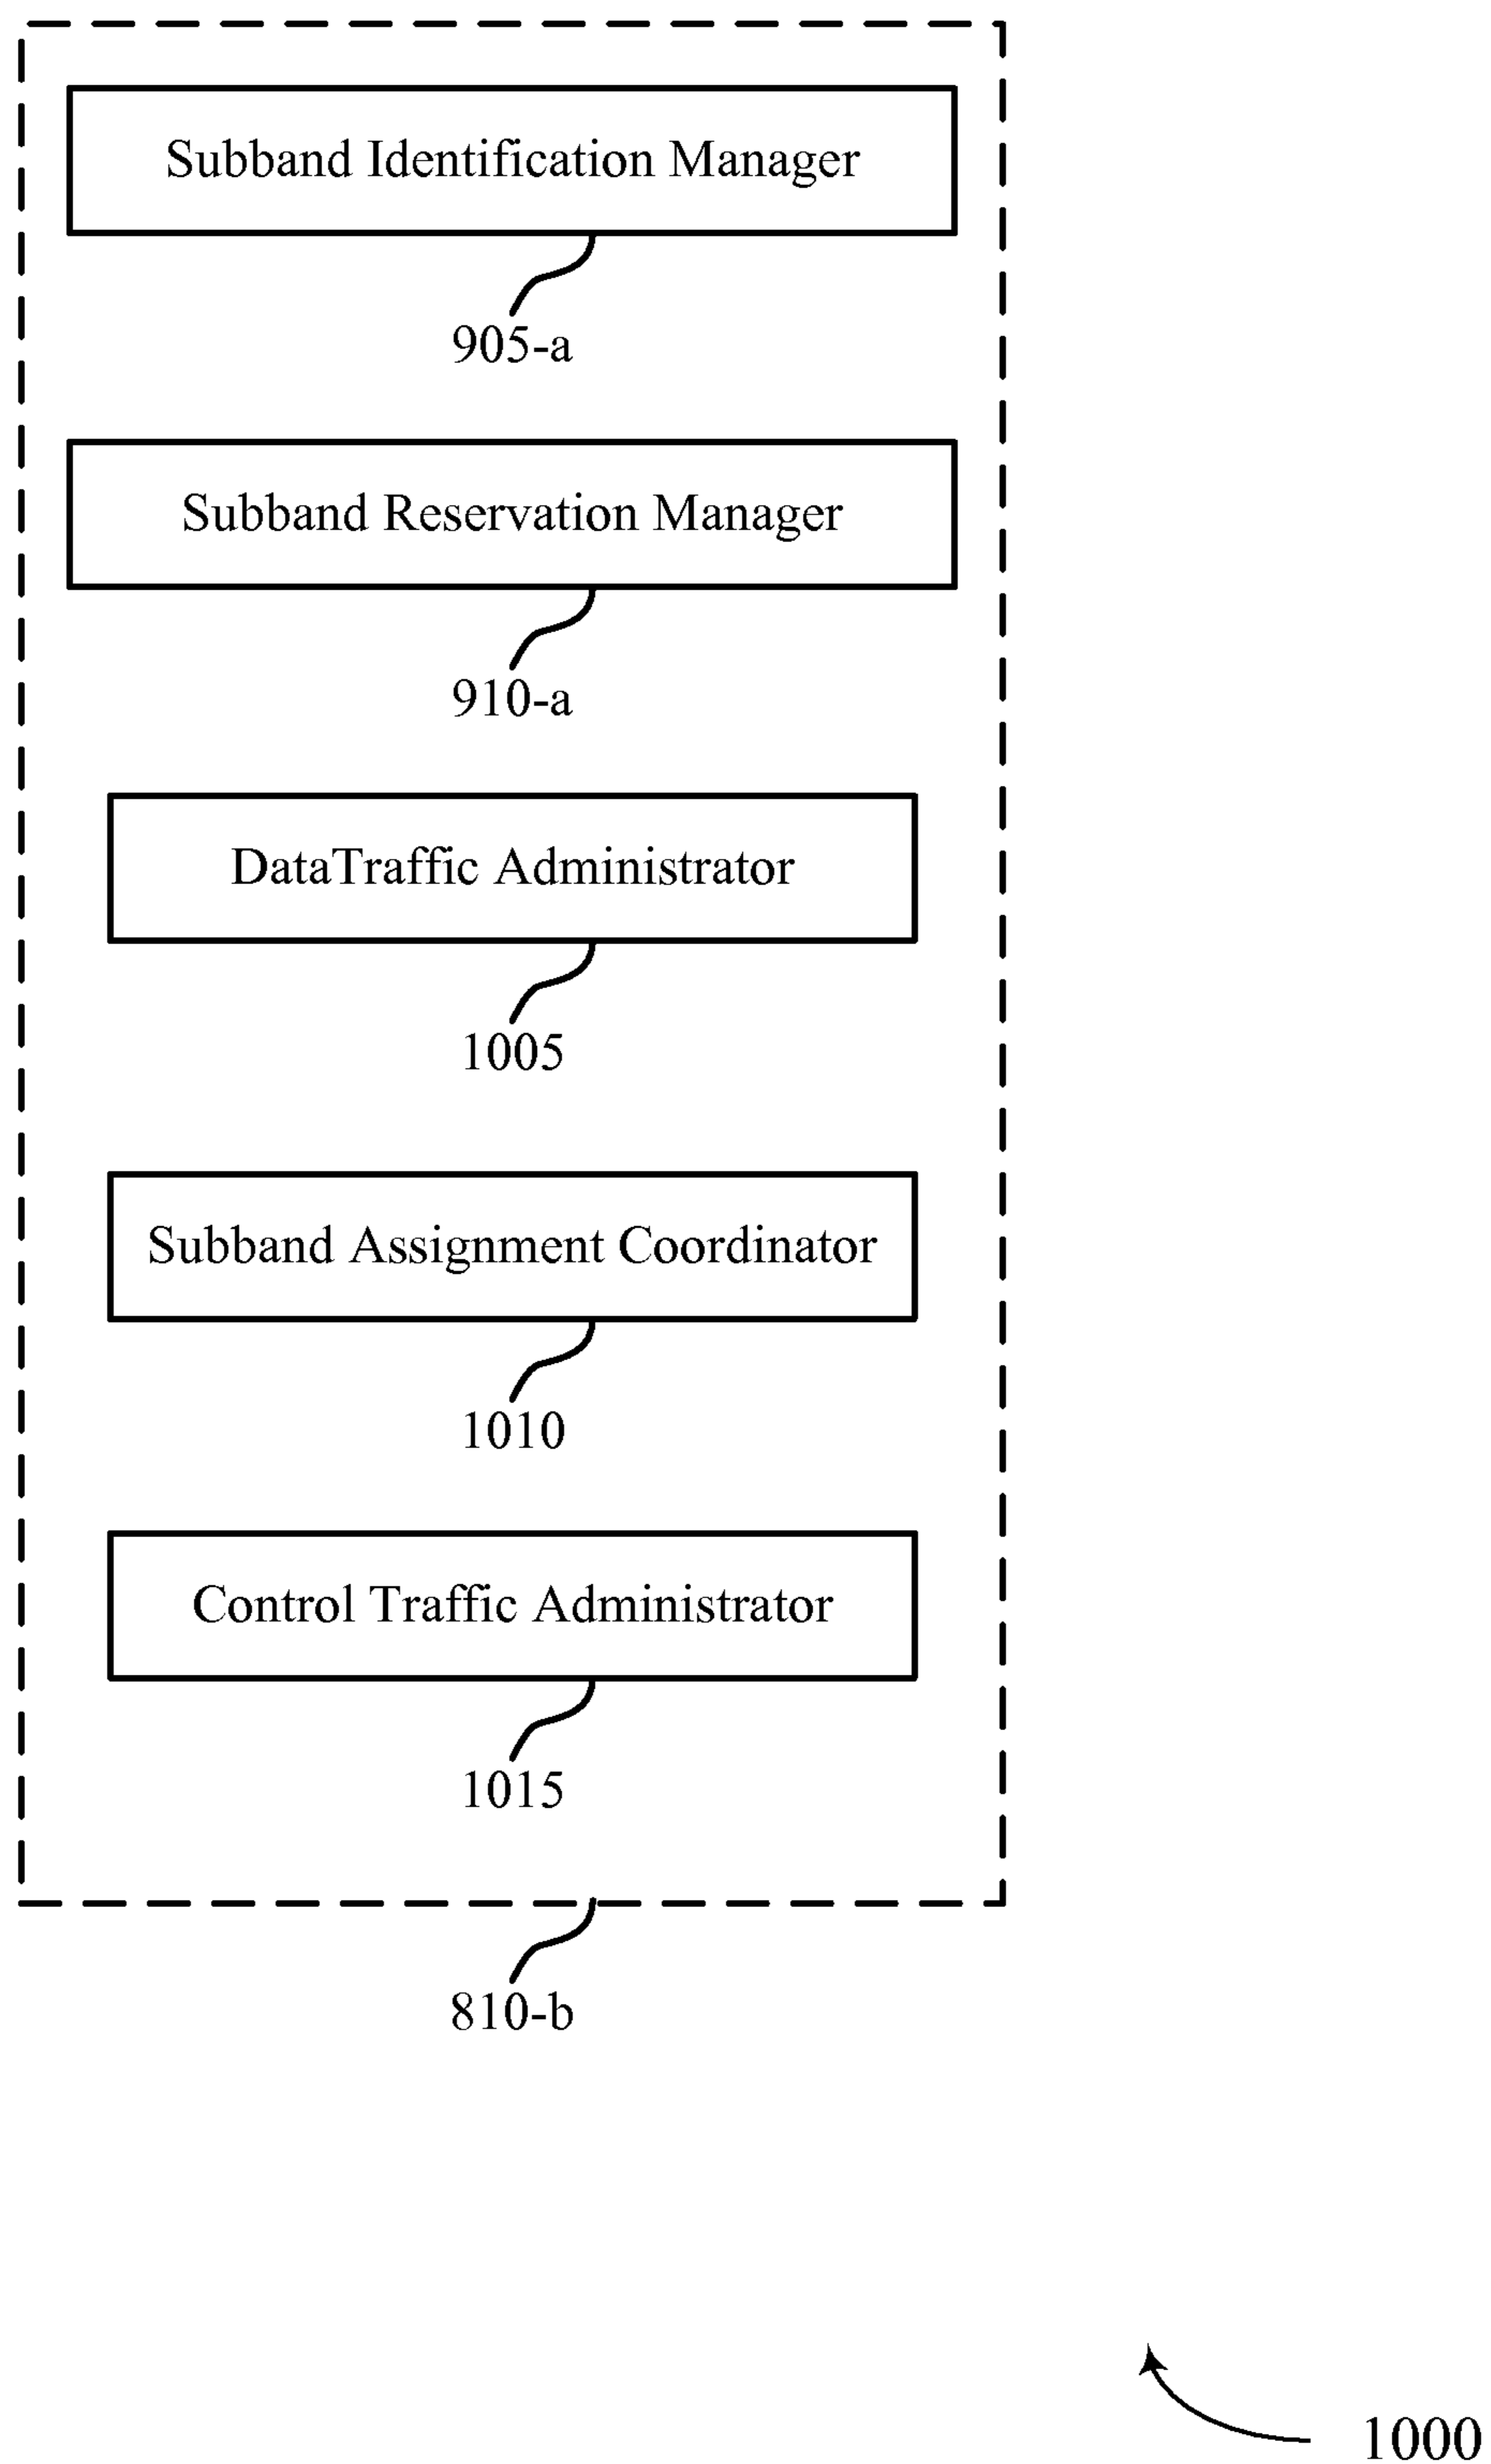 Subband Identification Manager
905-a
Subband Reservation Manager
910-a
DataTraffic Administrator
1005
Subband Assignment Coordinator
1010
Control Traffic Administrator
1015
810-b
1000